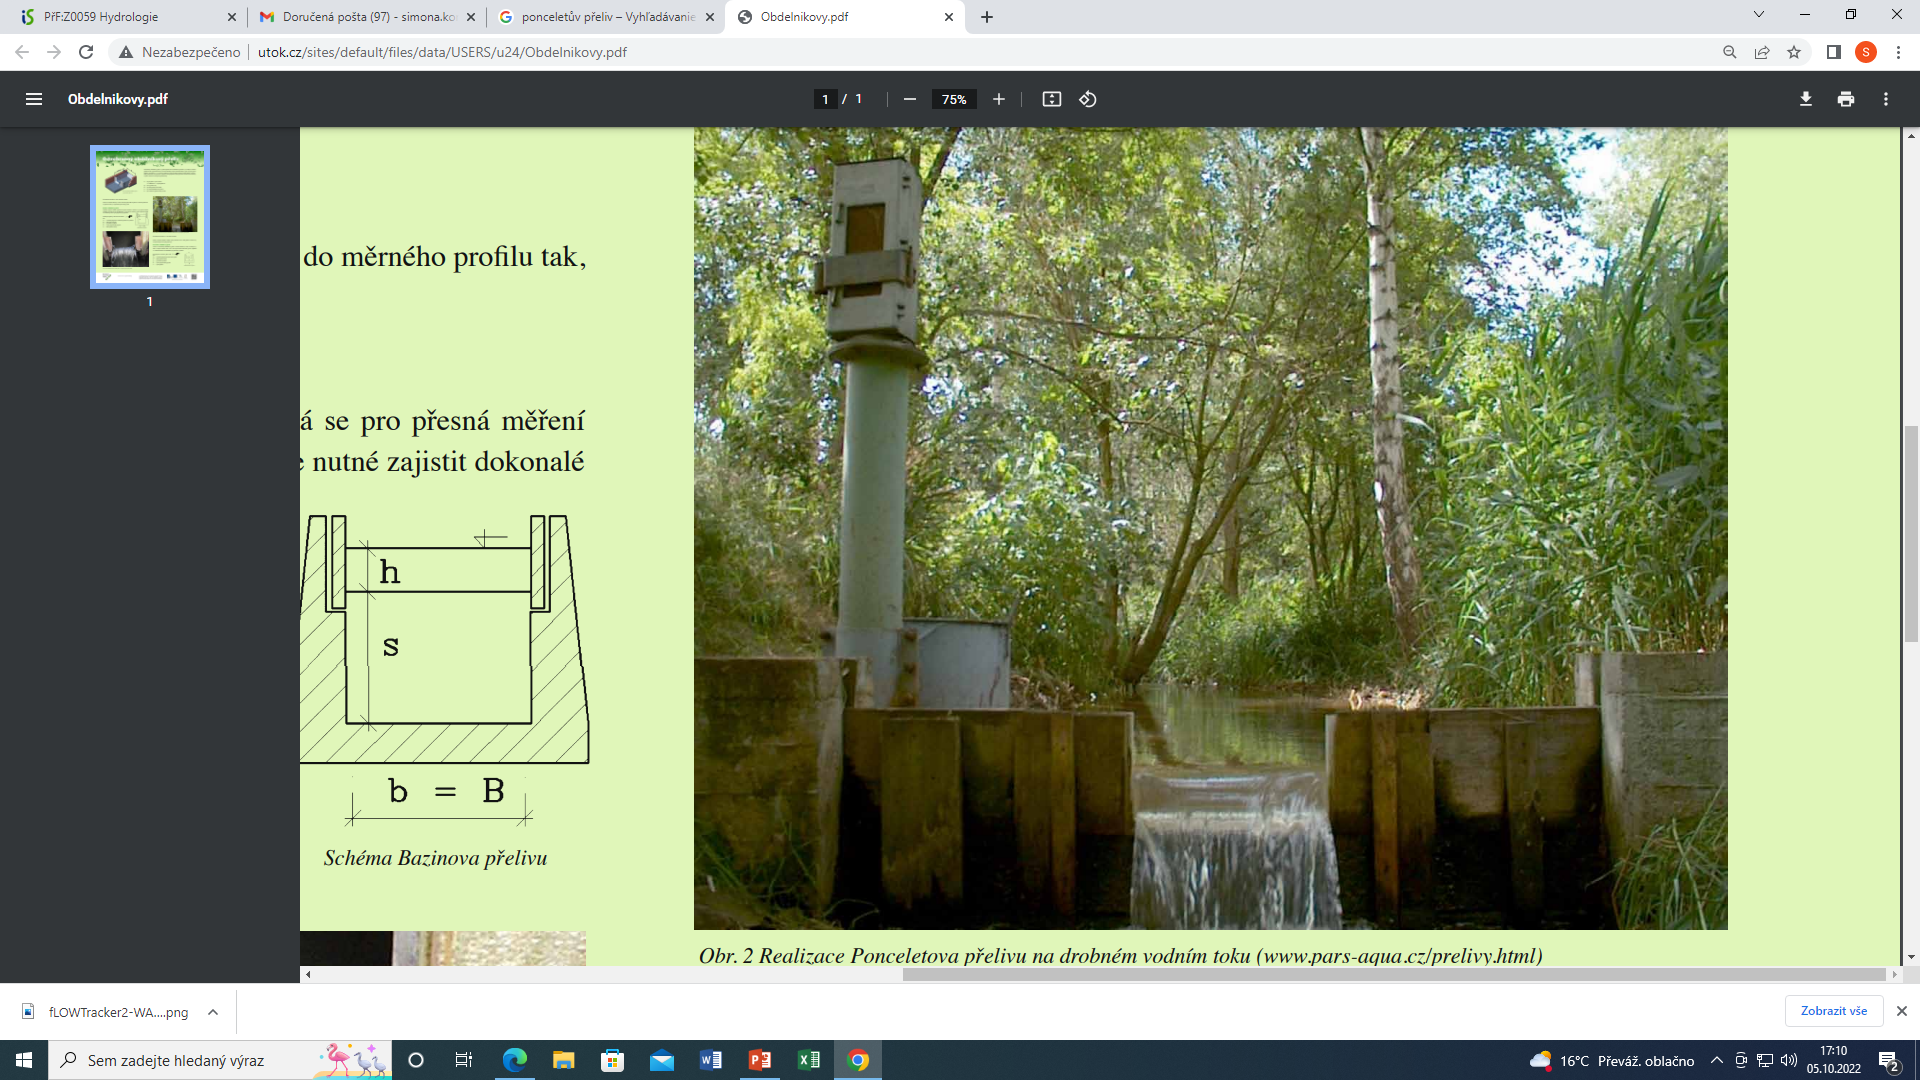 PřF:Z0059 Hydrologie
Doručená pošta (97) - simona.ko
ponceletův přeliv – Vyhľadávanie
Obdelnikovy.pdf
Nezabezpečeno
utok.cz/sites/default/files/data/USERS/u24/Obdelnikovy.pdf
S
Obdelnikovy.pdf
1 / 1
75%
1
do měrného profilu tak,
á se pro přesná měření
e nutné zajistit dokonalé
h
s
b = B
Schéma Bazinova přelivu
Obr. 2 Realizace Ponceletova přelivu na drobném vodním toku (www.pars-aqua.cz/prelivy.html)
fLOWTracker2-WA....png
Zobrazit vše
Sem zadejte hledaný výraz
16°C Převáž. oblačno
17:10
05.10.2022
2